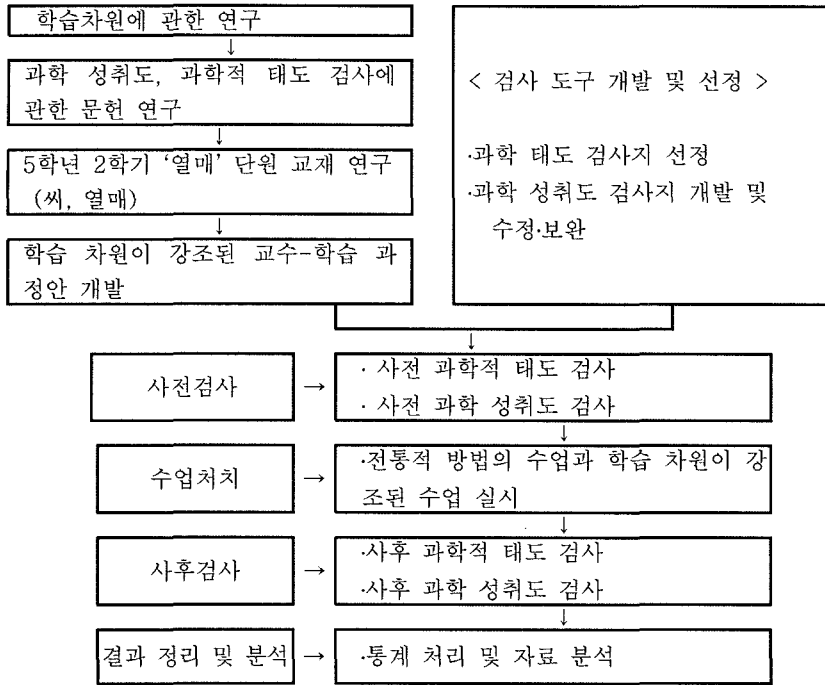 학습차원에 관한 연구
↓
과학 성취도, 과학적 태도 검사에
관한 문헌 연구
↓
5학년 2학기 ‘열매’ 단원 교재 연구
(씨, 열매)
↓
학습 차원이 강조된 교수-학습 과
정안 개발
< 검사 도구 개발 및 선정 >
·과학 태도 검사지 선정
·과학 성취도 검사지 개발 및
수정·보완
↓
사전검사 → · 사전 과학적 태도 검사
· 사전 과학 성취도 검사
↓
수업처치 → ·전통적 방법의 수업과 학습 차원이 강
조된 수업 실시
↓
사후검사 → ·사후 과학적 태도 검사
·사후 과학 성취도 검사
↓
결과 정리 및 분석 → ·통계 처리 및 자료 분석